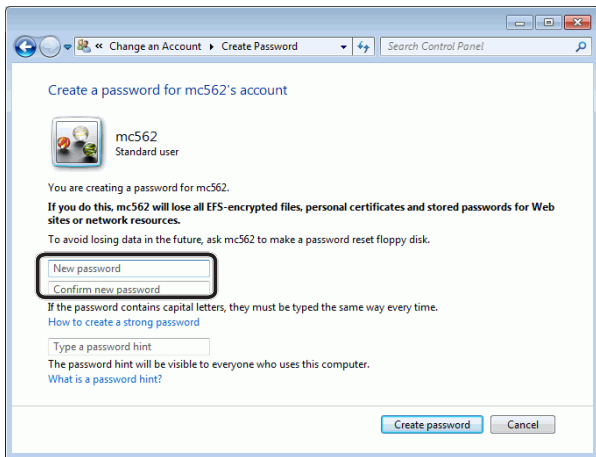 « Change an Account ▸ Create Password
Search Control Panel
Create a password for mc562's account
mc562
Standard user
You are creating a password for mc562.
If you do this, mc562 will lose all EFS-encrypted files, personal certificates and stored passwords for Web
sites or network resources.
To avoid losing data in the future, ask mc562 to make a password reset floppy disk.
New password
Confirm new password
If the password contains capital letters, they must be typed the same way every time.
How to create a strong password
Type a password hint
The password hint will be visible to everyone who uses this computer.
What is a password hint?
Create password
Cancel